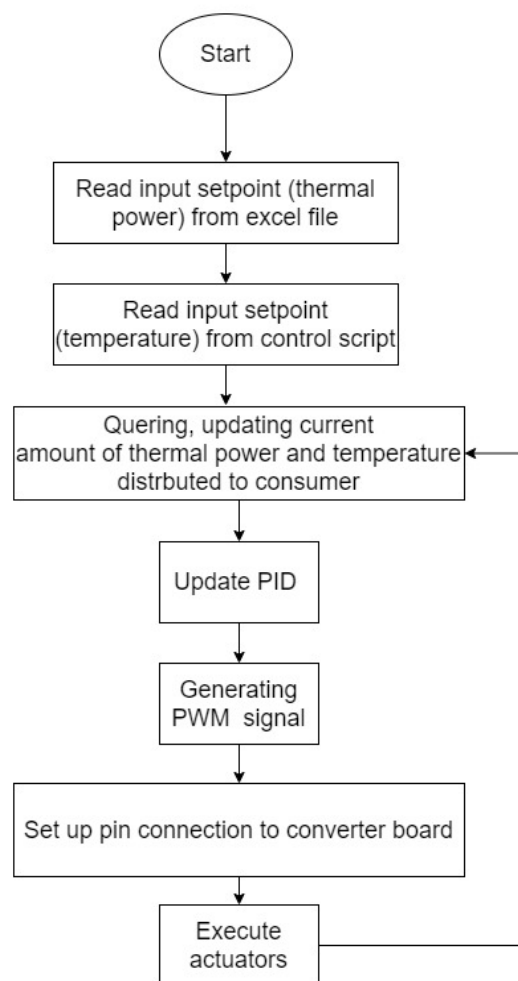 Start
Read input setpoint (thermal
power) from excel file
Read input setpoint
(temperature) from control script
Quering, updating current
amount of thermal power and temperature
distrbuted to consumer
Update PID
Generating
PWM signal
Set up pin connection to converter board
Execute
actuators